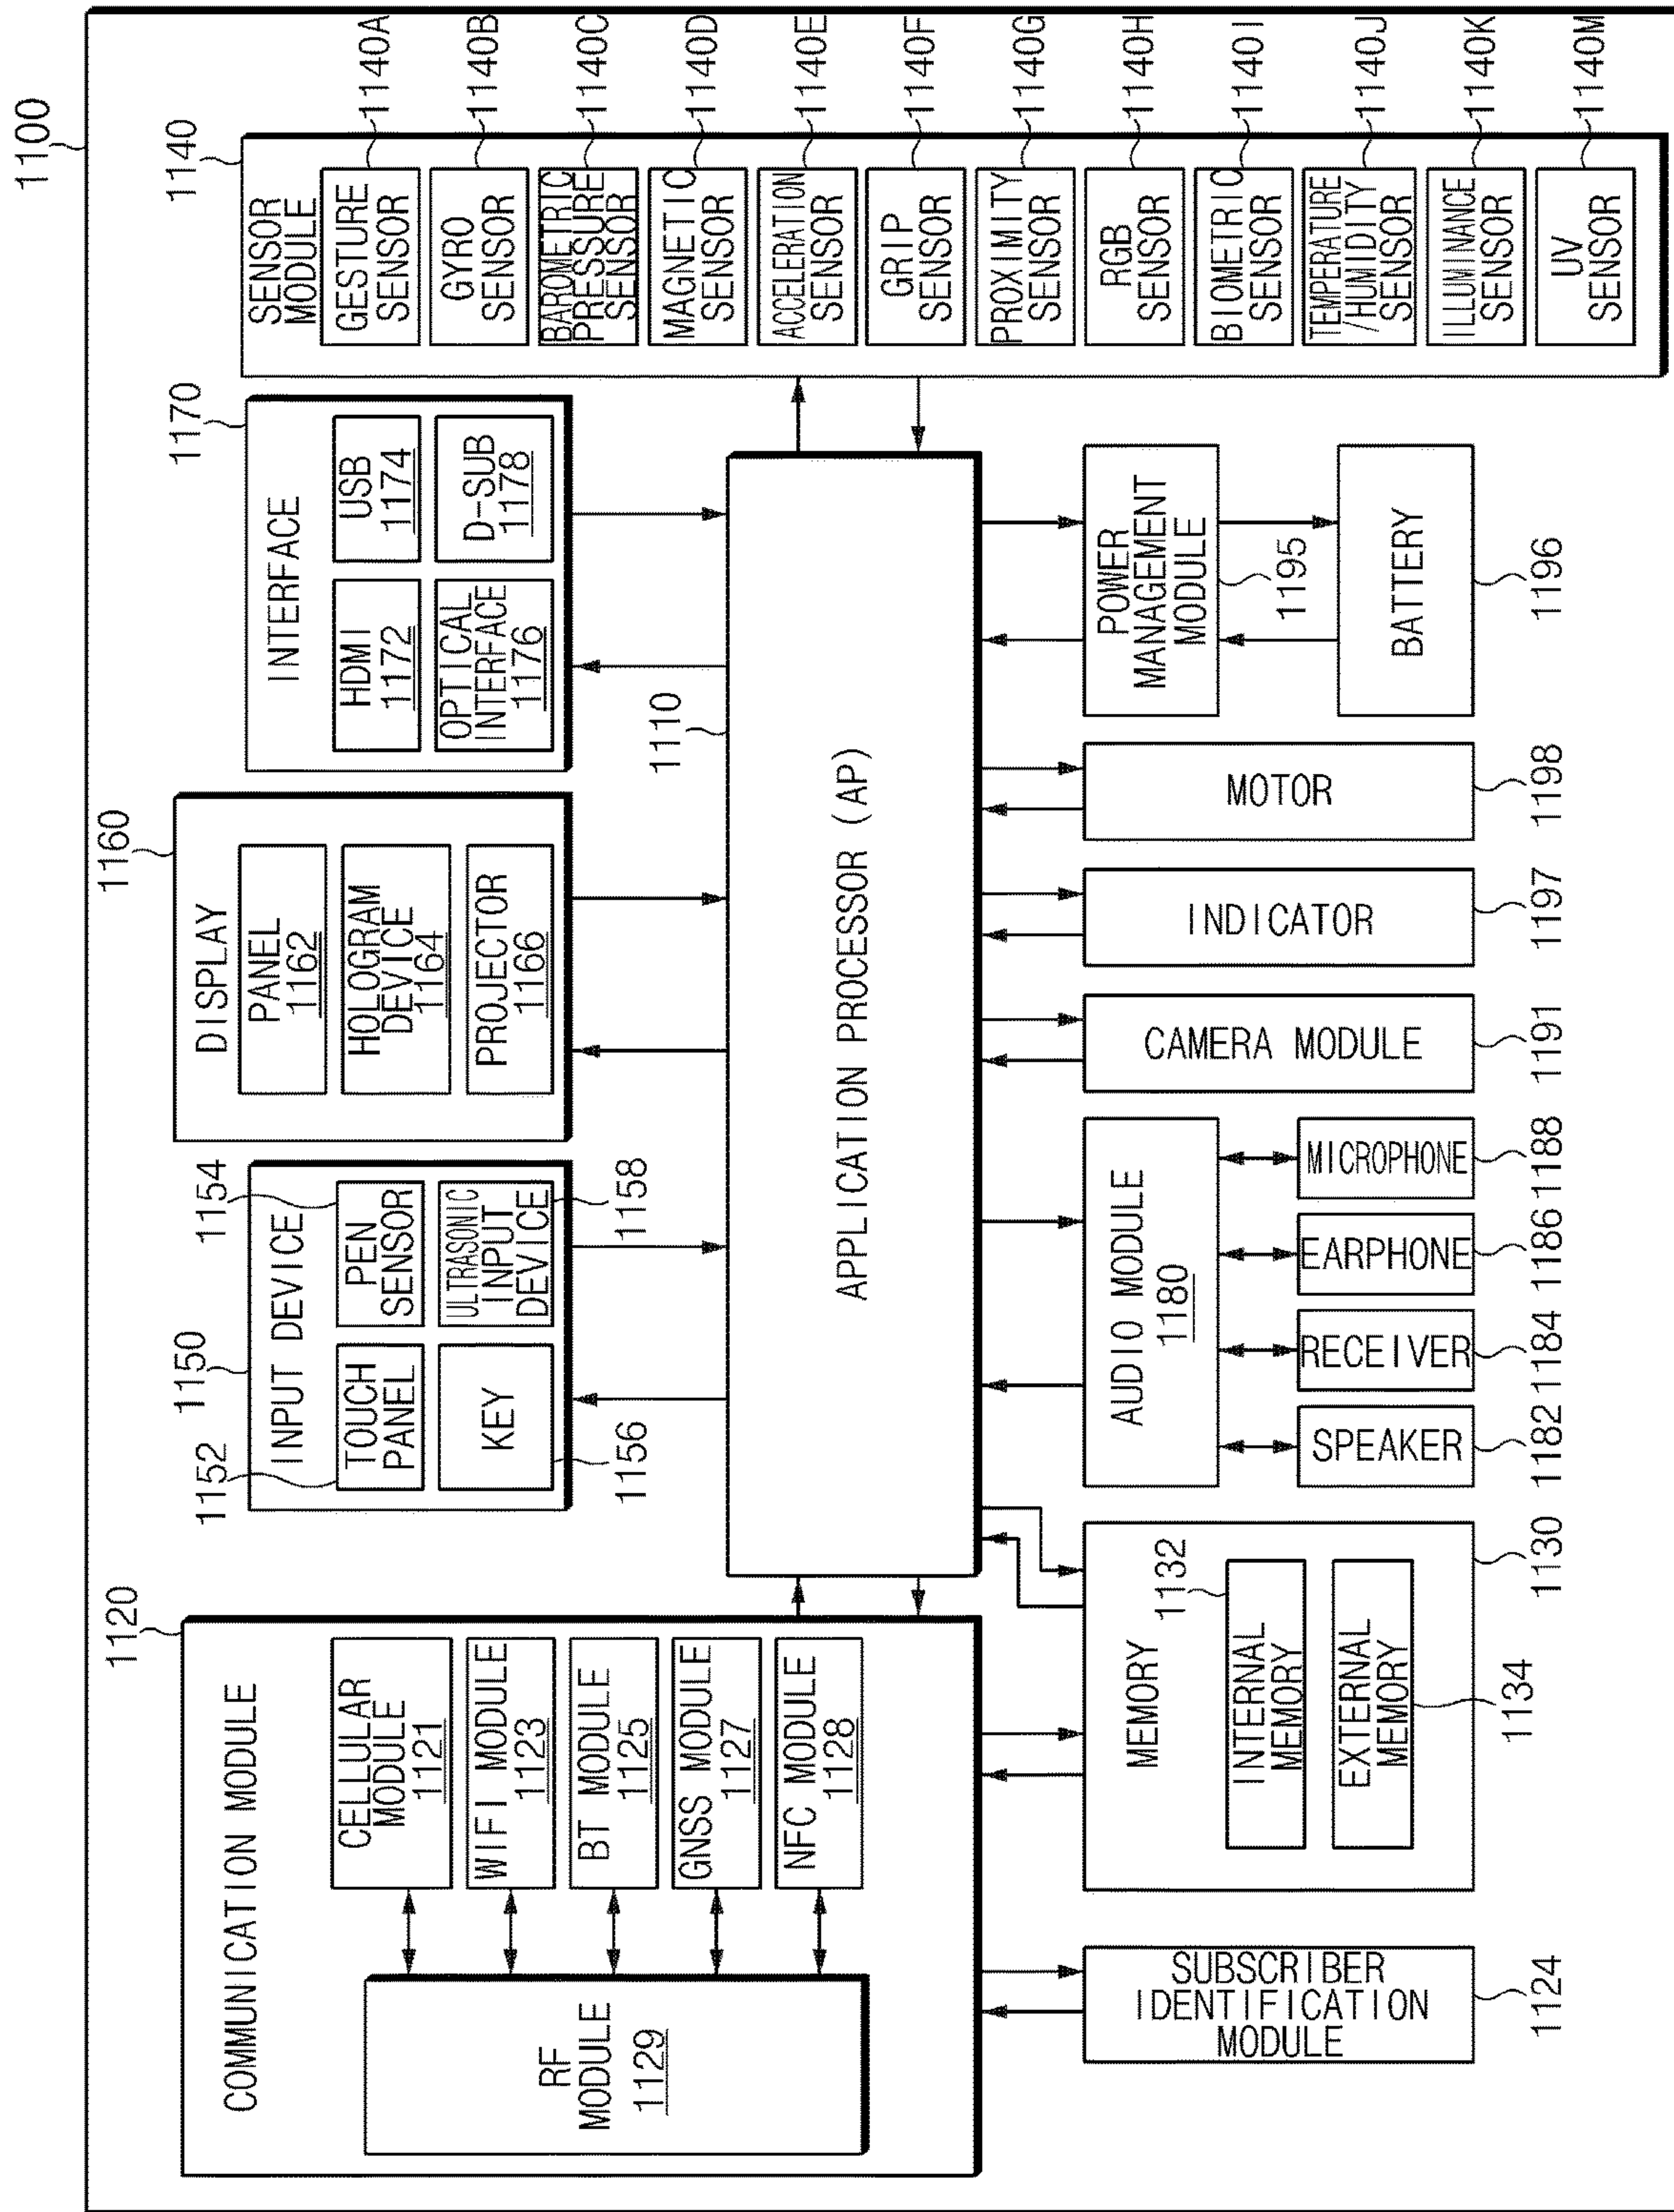 1100
1120
COMMUNICATION MODULE
CELLULAR
MODULE
1121
WIFI MODULE
1123
BT MODULE
1125
GNSS MODULE
1127
NFC MODULE
1128
RF
MODULE
1129
1150
INPUT DEVICE
1152
TOUCH
PANEL
1154
PEN
SENSOR
KEY
1156
ULTRASONIC
INPUT
DEVICE
1158
1160
DISPLAY
PANEL
1162
HOLOGRAM
DEVICE
1164
PROJECTOR
1166
1170
INTERFACE
HDMI
1172
USB
1174
OPTICAL
INTERFACE
1176
D-SUB
1178
1140
SENSOR
MODULE
GESTURE
SENSOR
1140A
GYRO
SENSOR
1140B
BAROMETRIC
PRESSURE
SENSOR
1140C
MAGNETIC
SENSOR
1140D
ACCELERATION
SENSOR
1140E
GRIP
SENSOR
1140F
PROXIMITY
SENSOR
1140G
RGB
SENSOR
1140H
BIOMETRIC
SENSOR
1140I
TEMPERATURE
/HUMIDITY
SENSOR
1140J
ILLUMINANCE
SENSOR
1140K
UV
SENSOR
1140M
1110
APPLICATION PROCESSOR (AP)
SUBSCRIBER
IDENTIFICATION
MODULE
1124
MEMORY
1132
INTERNAL
MEMORY
EXTERNAL
MEMORY
1134
1130
AUDIO MODULE
1180
SPEAKER
1182
RECEIVER
1184
EARPHONE
1186
MICROPHONE
1188
CAMERA MODULE
1191
INDICATOR
1197
MOTOR
1198
POWER
MANAGEMENT
MODULE
1195
BATTERY
1196